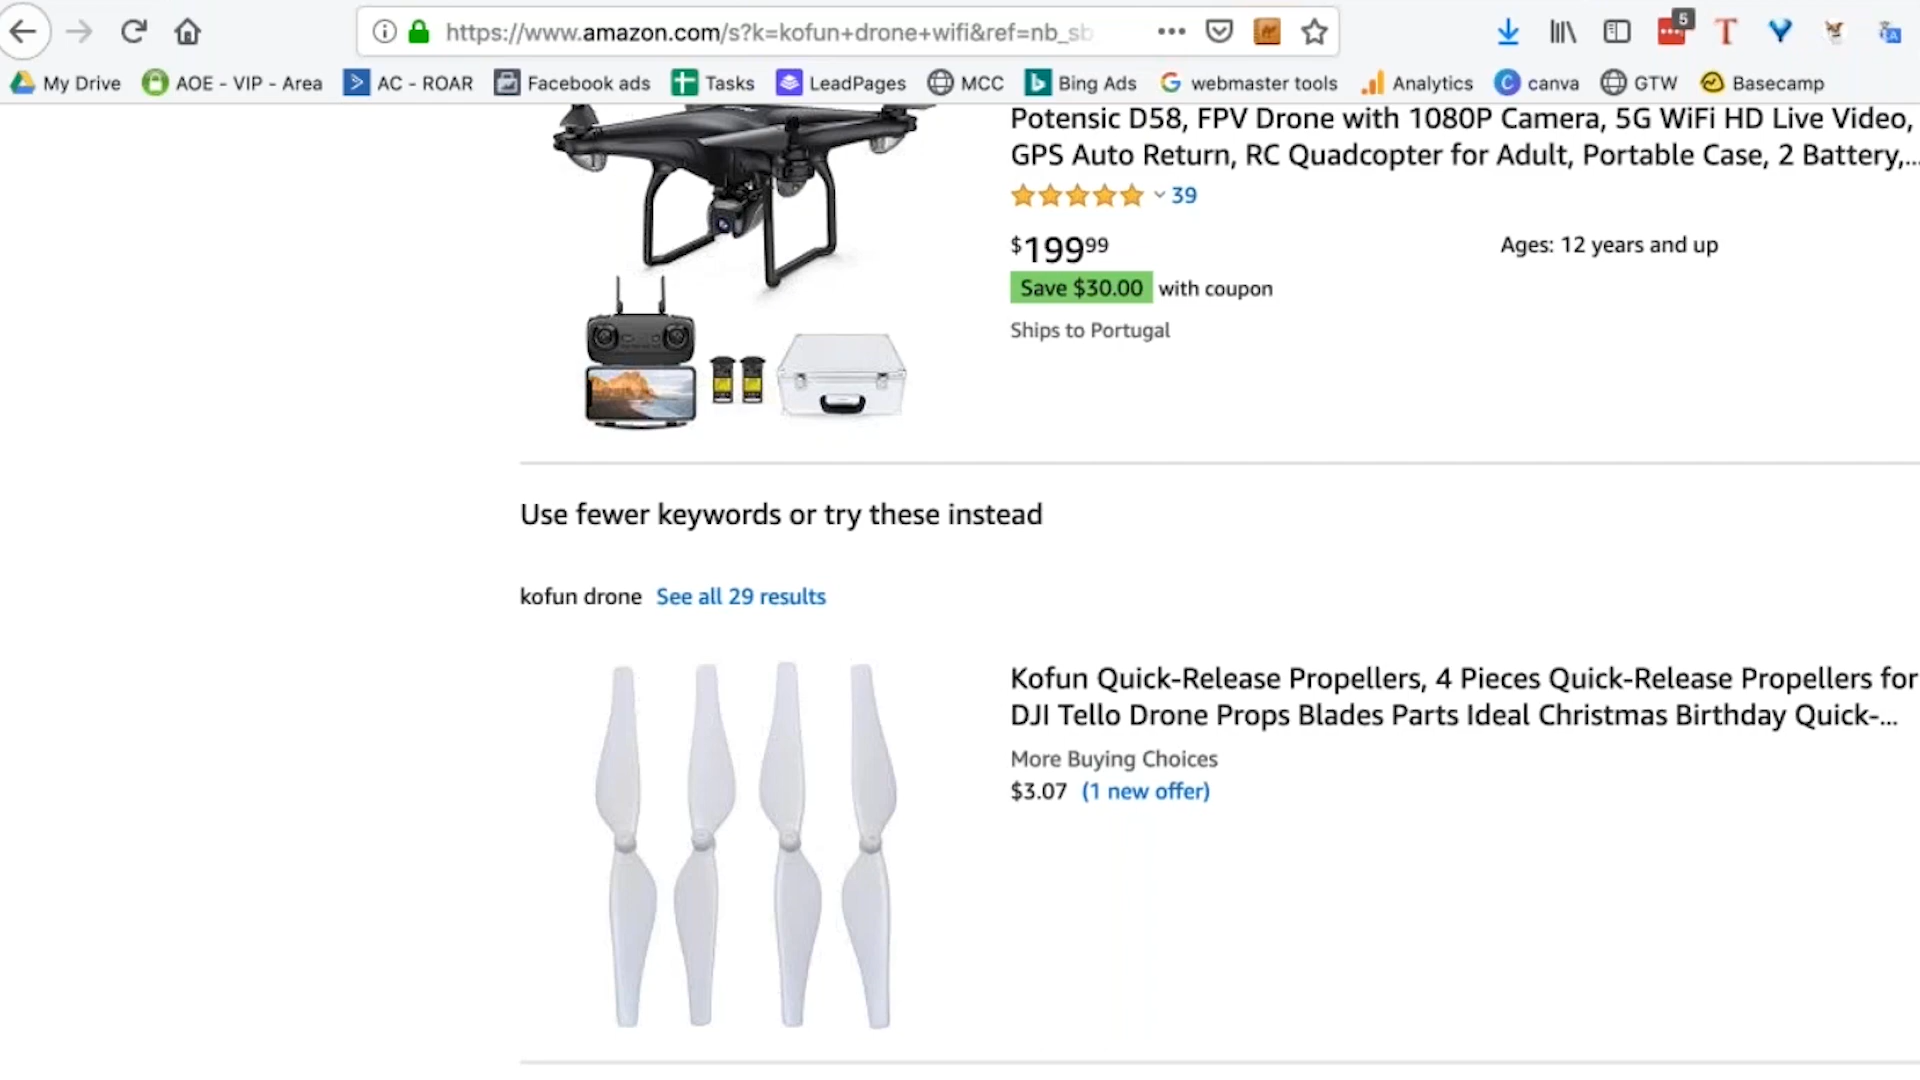 https://www.amazon.com/s?k=kofun+drone+wifi&ref=nb_sb
5
My Drive AOE - VIP - Area AC - ROAR Facebook ads Tasks LeadPages MCC Bing Ads webmaster tools Analytics canva GTW Basecamp
Potensic D58, FPV Drone with 1080P Camera, 5G WiFi HD Live Video,
GPS Auto Return, RC Quadcopter for Adult, Portable Case, 2 Battery,...
39
$199.99
Ages: 12 years and up
Save $30.00 with coupon
Ships to Portugal
Use fewer keywords or try these instead
kofun drone See all 29 results
Kofun Quick-Release Propellers, 4 Pieces Quick-Release Propellers for
DJI Tello Drone Props Blades Parts Ideal Christmas Birthday Quick-...
More Buying Choices
$3.07 (1 new offer)